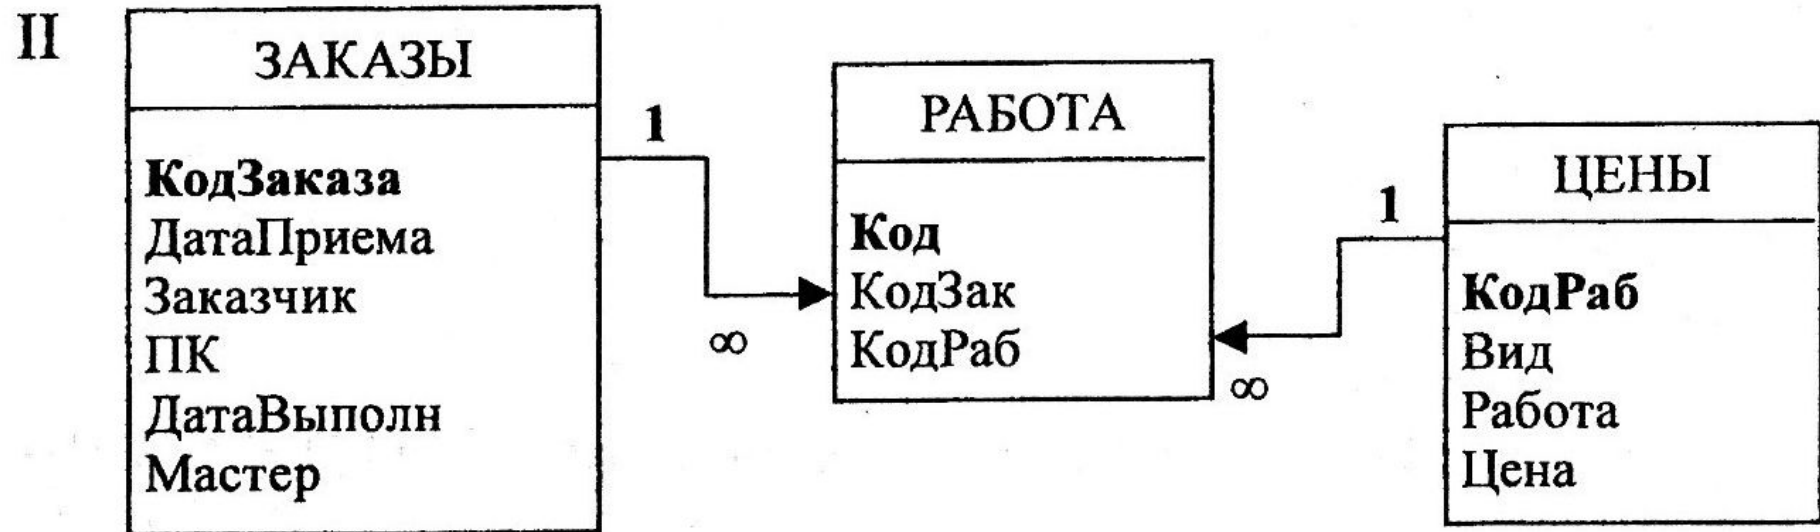 II
ЗАКАЗЫ
КодЗаказа
ДатаПриема
Заказчик
ПК
ДатаВыполн
Мастер
1
∞
РАБОТА
Код
КодЗак
КодРаб
1
∞
ЦЕНЫ
КодРаб
Вид
Работа
Цена